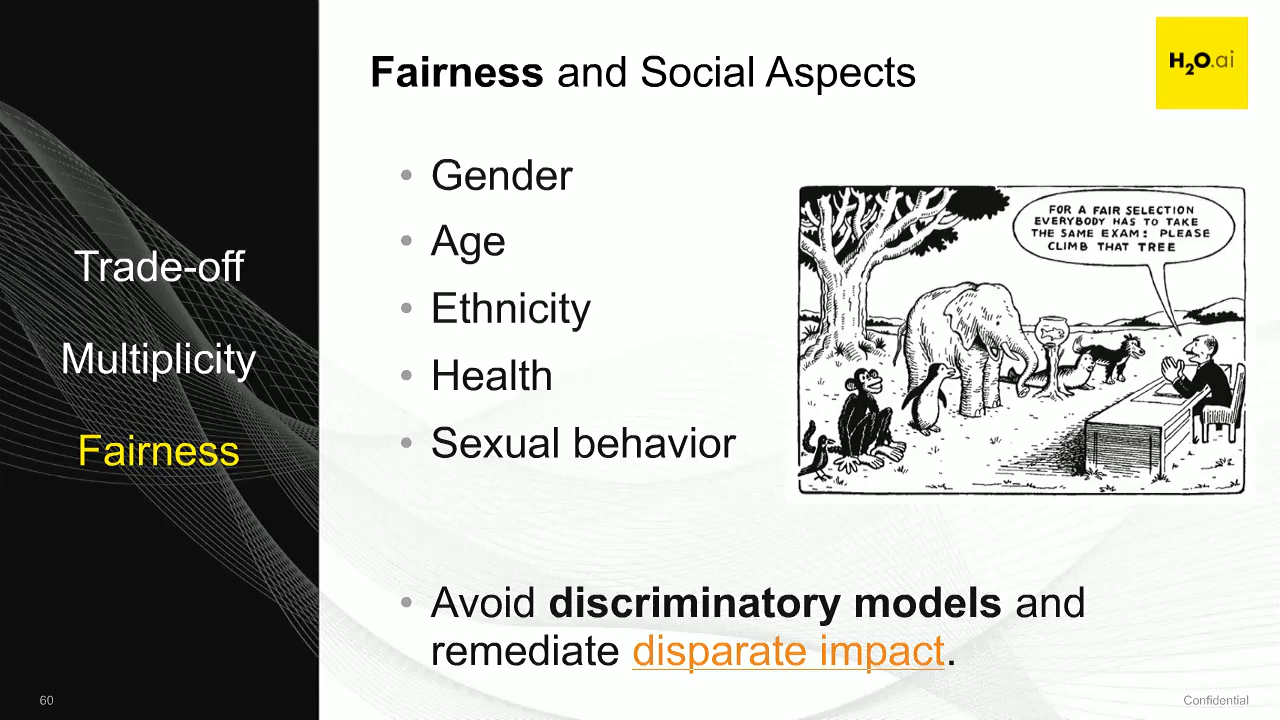 Fairness and Social Aspects
H2O.ai
Trade-off
Multiplicity
Fairness
• Gender
• Age
• Ethnicity
• Health
• Sexual behavior
FOR A FAIR SELECTION
EVERYBODY HAS TO TAKE
THE SAME EXAM: PLEASE
CLIMB THAT TREE
• Avoid discriminatory models and
remediate disparate impact.
60
Confidential